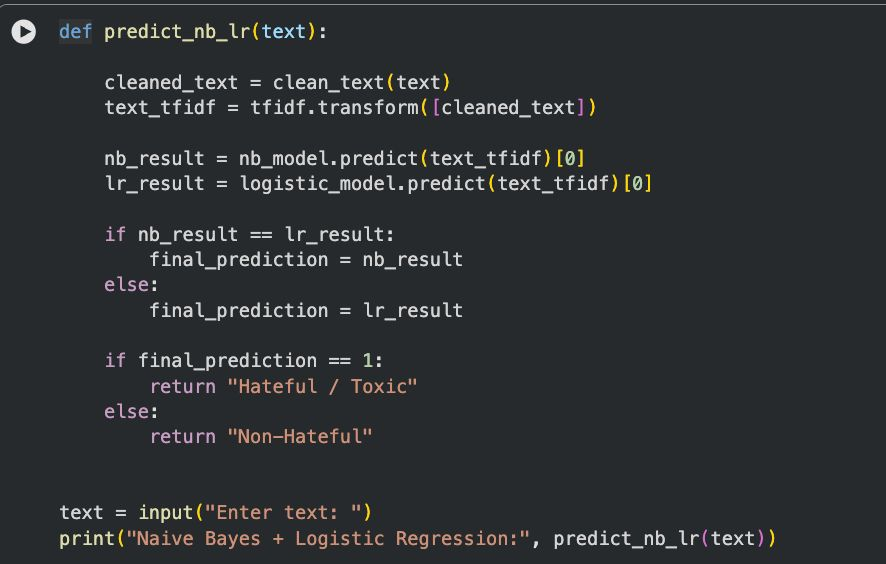 def predict_nb_lr(text):
    cleaned_text = clean_text(text)
    text_tfidf = tfidf.transform([cleaned_text])
    nb_result = nb_model.predict(text_tfidf)[0]
    lr_result = logistic_model.predict(text_tfidf)[0]
    if nb_result == lr_result:
        final_prediction = nb_result
    else:
        final_prediction = lr_result
    if final_prediction == 1:
        return "Hateful / Toxic"
    else:
        return "Non-Hateful"
text = input("Enter text: ")
print("Naive Bayes + Logistic Regression:", predict_nb_lr(text))